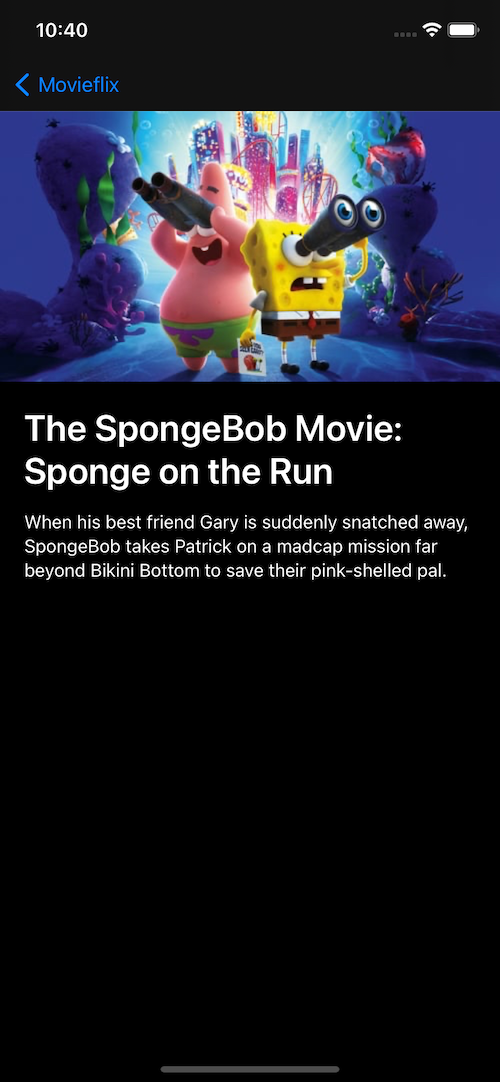 10:40
Movieflix
The SpongeBob Movie:
Sponge on the Run
When his best friend Gary is suddenly snatched away,
SpongeBob takes Patrick on a madcap mission far
beyond Bikini Bottom to save their pink-shelled pal.